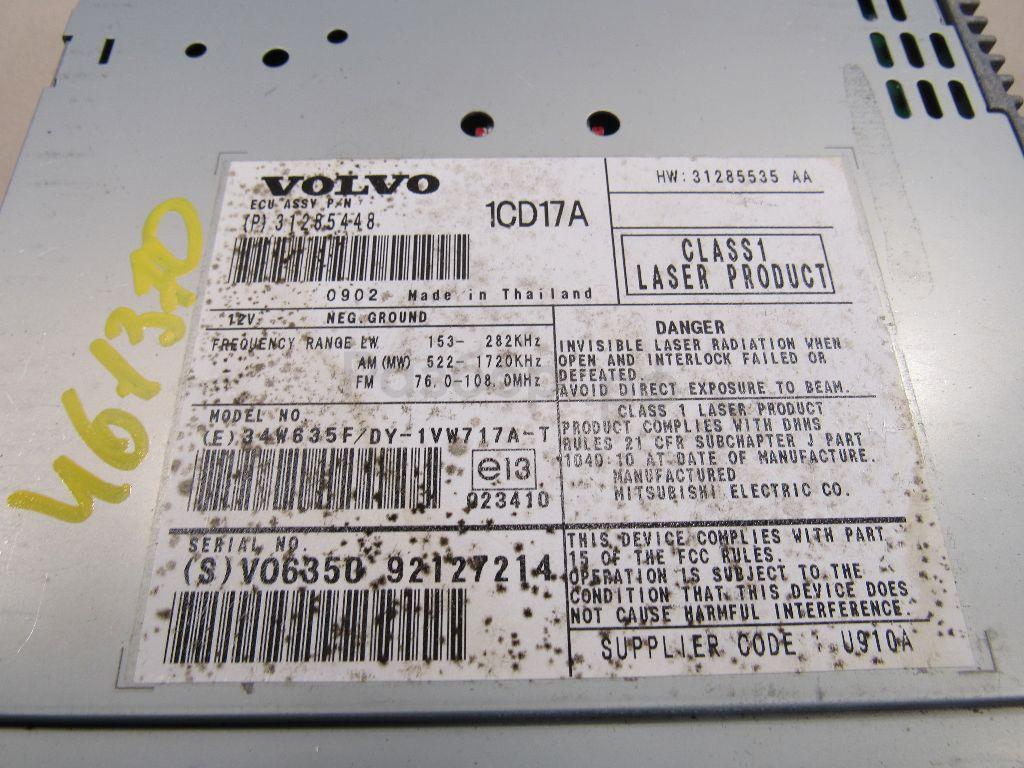 VOLVO
ECU ASSY P/N
(P) 31285448
1CD17A
0902 Made in Thailand
HW: 31285535 AA
CLASS1
LASER PRODUCT
12V NEG. GROUND
FREQUENCY RANGE LW 153- 282KHz
AM (MW) 522-1720KHz
FM 76.0-108.0MHz
DANGER
INVISIBLE LASER RADIATION WHEN
OPEN AND INTERLOCK FAILED OR
DEFEATED.
AVOID DIRECT EXPOSURE TO BEAM.
MODEL NO.
(E) 34W635F/DY-1VW717A-T
e13
023410
CLASS 1 LASER PRODUCT
PRODUCT COMPLIES WITH DHHS
RULES 21 CFR SUBCHAPTER J PART
1040.10 AT DATE OF MANUFACTURE.
MANUFACTURED
MITSUBISHI ELECTRIC CO.
SERIAL NO.
(S) VO635D 92127214
THIS DEVICE COMPLIES WITH PART
15 OF THE FCC RULES.
OPERATION IS SUBJECT TO THE
CONDITION THAT THIS DEVICE DOES
NOT CAUSE HARMFUL INTERFERENCE.
SUPPLIER CODE U910A